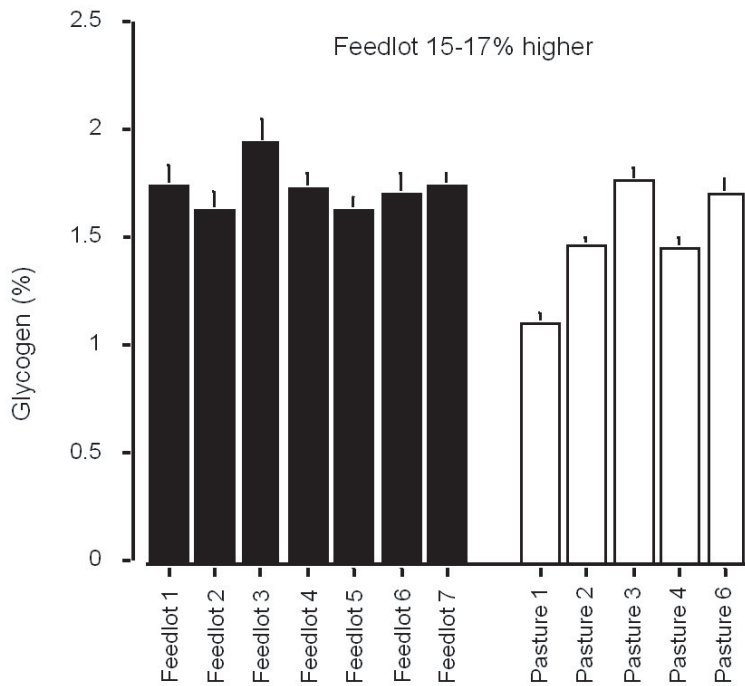 2.5
Feedlot 15-17% higher
2
1.5
1
0.5
0
Glycogen (%)
Feedlot 1
Feedlot 2
Feedlot 3
Feedlot 4
Feedlot 5
Feedlot 6
Feedlot 7
Pasture 1
Pasture 2
Pasture 3
Pasture 4
Pasture 6